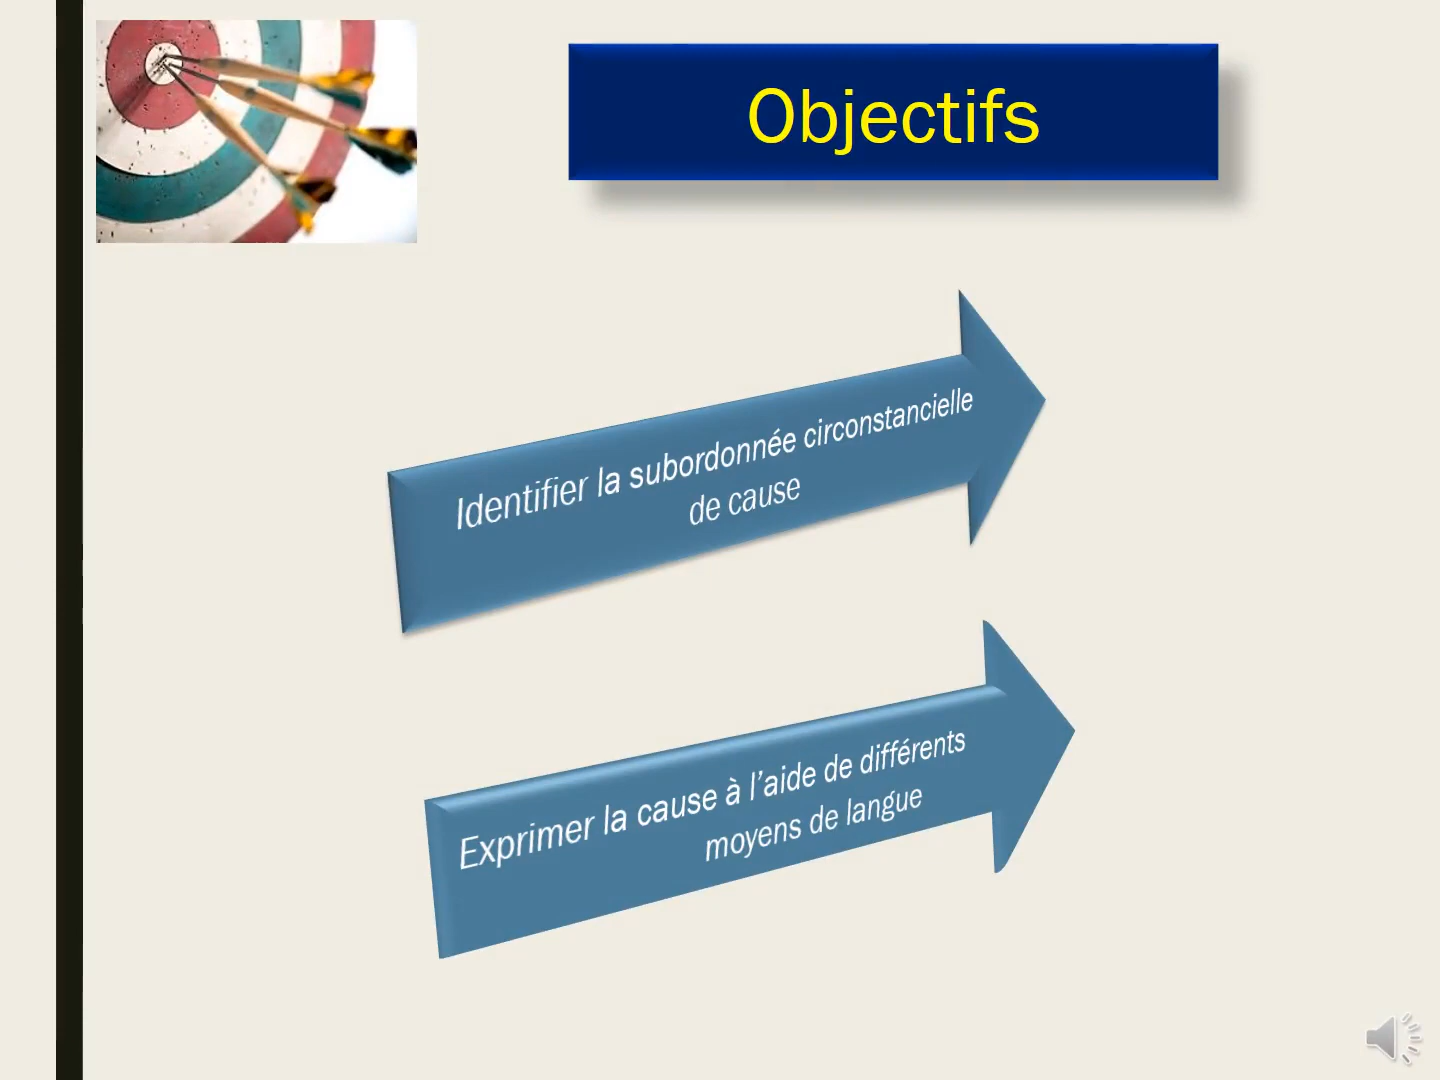 Objectifs
Identifier la subordonnée circonstancielle
de cause
Exprimer la cause à l’aide de différents
moyens de langue